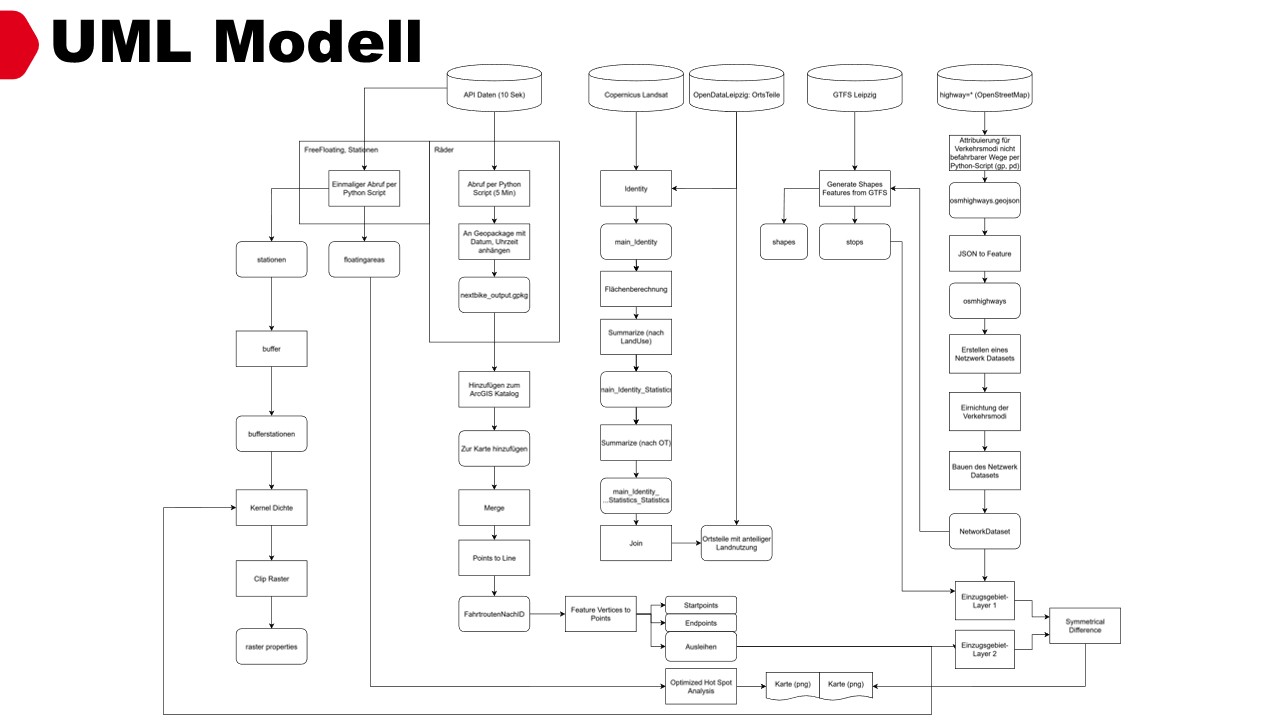 UML Modell
API Daten (10 Sek)
Copernicus Landsat
OpenDataLeipzig: OrtsTeile
GTFS Leipzig
highway=* (OpenStreetMap)
FreeFloating, Stationen
Räder
Einmaliger Abruf per
Python Script
stationen
floatingareas
buffer
bufferstationen
Kernel Dichte
Clip Raster
raster properties
Abruf per Python
Script (5 Min)
An Geopackage mit
Datum, Uhrzeit
anhängen
nextbike_output.gpkg
Hinzufügen zum
ArcGIS Katalog
Zur Karte hinzufügen
Merge
Points to Line
FahrtroutenNachID
Feature Vertices to
Points
Startpoints
Endpoints
Ausleihen
Optimized Hot Spot
Analysis
Karte (png)
Karte (png)
Identity
main_Identity
Flächenberechnung
Summarize (nach
LandUse)
main_Identity_Statistics
Summarize (nach OT)
main_Identity_
...Statistics_Statistics
Join
Ortsteile mit anteiliger
Landnutzung
Generate Shapes
Features from GTFS
shapes
stops
Attribuierung für
Verkehrsmodi nicht
befahrbarer Wege per
Python-Script (gp, pd)
osmhighways.geojson
JSON to Feature
osmhighways
Erstellen eines
Netzwerk Datasets
Einrichtung der
Verkehrsmodi
Bauen des Netzwerk
Datasets
NetworkDataset
Einzugsgebiet-
Layer 1
Einzugsgebiet-
Layer 2
Symmetrical
Difference